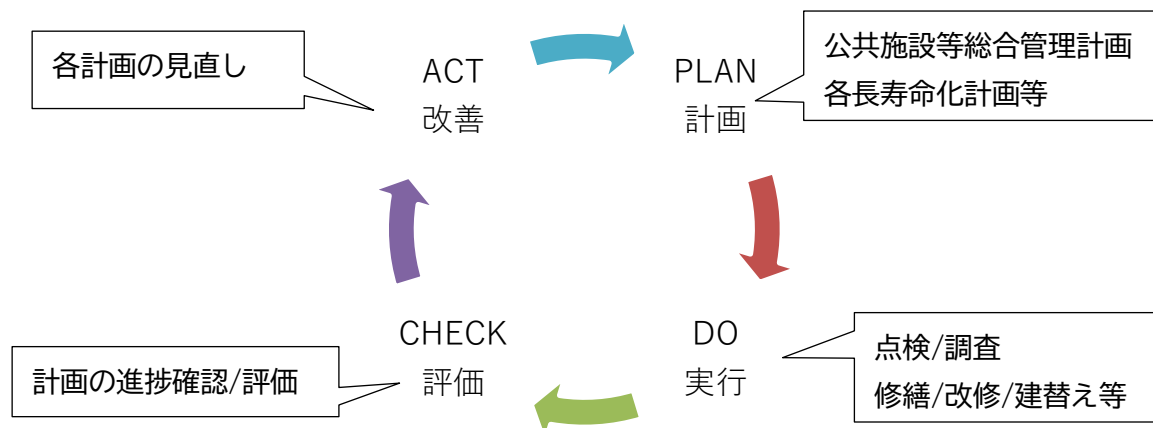 各計画の見直し
ACT
改善
PLAN
計画
公共施設等総合管理計画
各長寿命化計画等
計画の進捗確認/評価
CHECK
評価
DO
実行
点検/調査
修繕/改修/建替え等